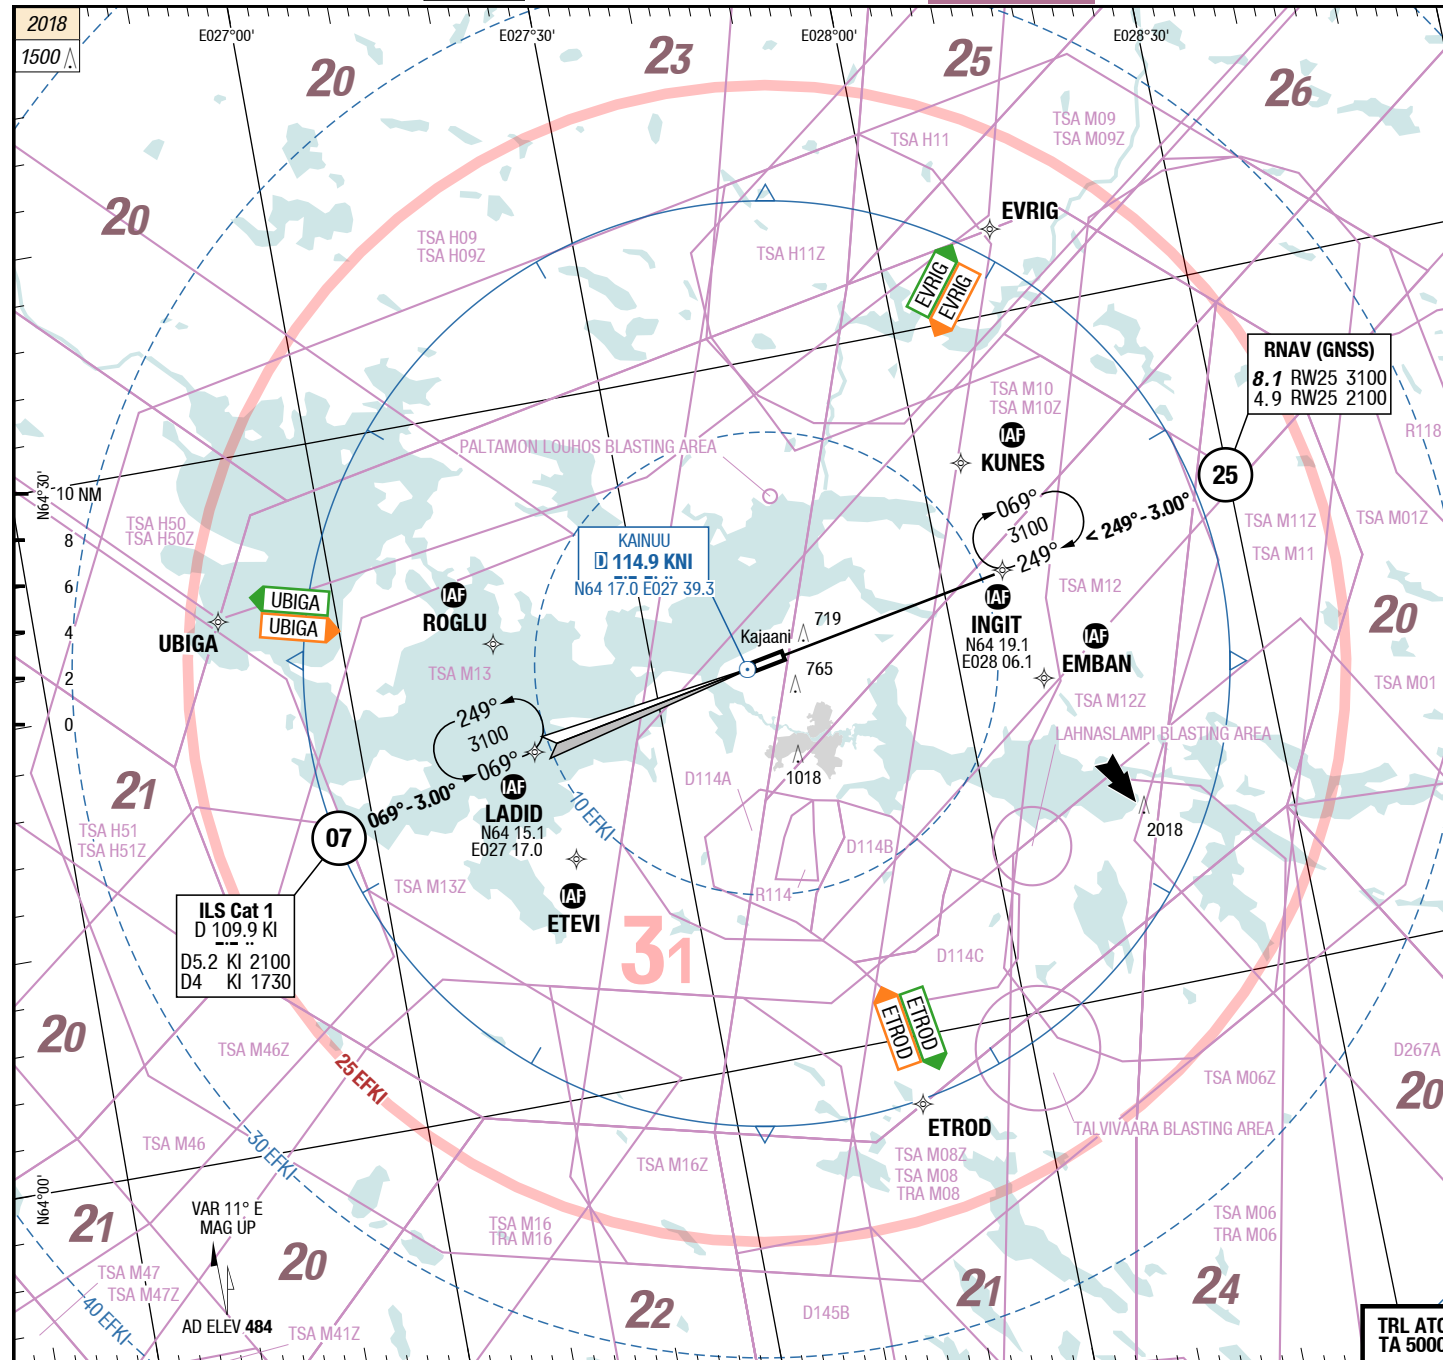 2018
1500
E027°00'
E027°30'
E028°00'
E028°30'
20
23
25
26
TSA M09
TSA M09Z
TSA H11
20
EVRIG
TSA H09
TSA H09Z
TSA H11Z
EVRIG
EVRIG
RNAV (GNSS)
8.1 RW25 3100
4.9 RW25 2100
TSA M10
TSA M10Z
IAF
KUNES
R118
PALTAMON LOUHOS BLASTING AREA
25
N64°30'
10 NM
8
6
4
2
0
TSA H50
TSA H50Z
069°
3100
249°
< 249°-3.00°
TSA M11Z
TSA M11
TSA M01Z
KAINUU
D 114.9 KNI
N64 17.0 E027 39.3
UBIGA
UBIGA
UBIGA
IAF
ROGLU
TSA M12
IAF
INGIT
N64 19.1
E028 06.1
20
719
Kajaani
765
IAF
EMBAN
TSA M13
TSA M01
TSA M12Z
249°
3100
069°
LAHNASLAMPI BLASTING AREA
1018
D114A
21
069°-3.00°
IAF
LADID
N64 15.1
E027 17.0
10 EFKI
2018
TSA H51
TSA H51Z
07
D114B
TSA M13Z
R114
IAF
ETEVI
ILS Cat 1
D 109.9 KI
D5.2 KI 2100
D4 KI 1730
31
D114C
20
ETROD
ETROD
TSA M46Z
25 EFKI
D267A
TSA M06Z
20
ETROD
TALVIVAARA BLASTING AREA
TSA M46
30 EFKI
TSA M16Z
TSA M08Z
TSA M08
TRA M08
N64°00'
21
VAR 11° E
MAG UP
TSA M16
TRA M16
TSA M06
TRA M06
20
TSA M47
TSA M47Z
22
21
24
40 EFKI
AD ELEV 484
TSA M41Z
D145B
TRL ATC
TA 5000